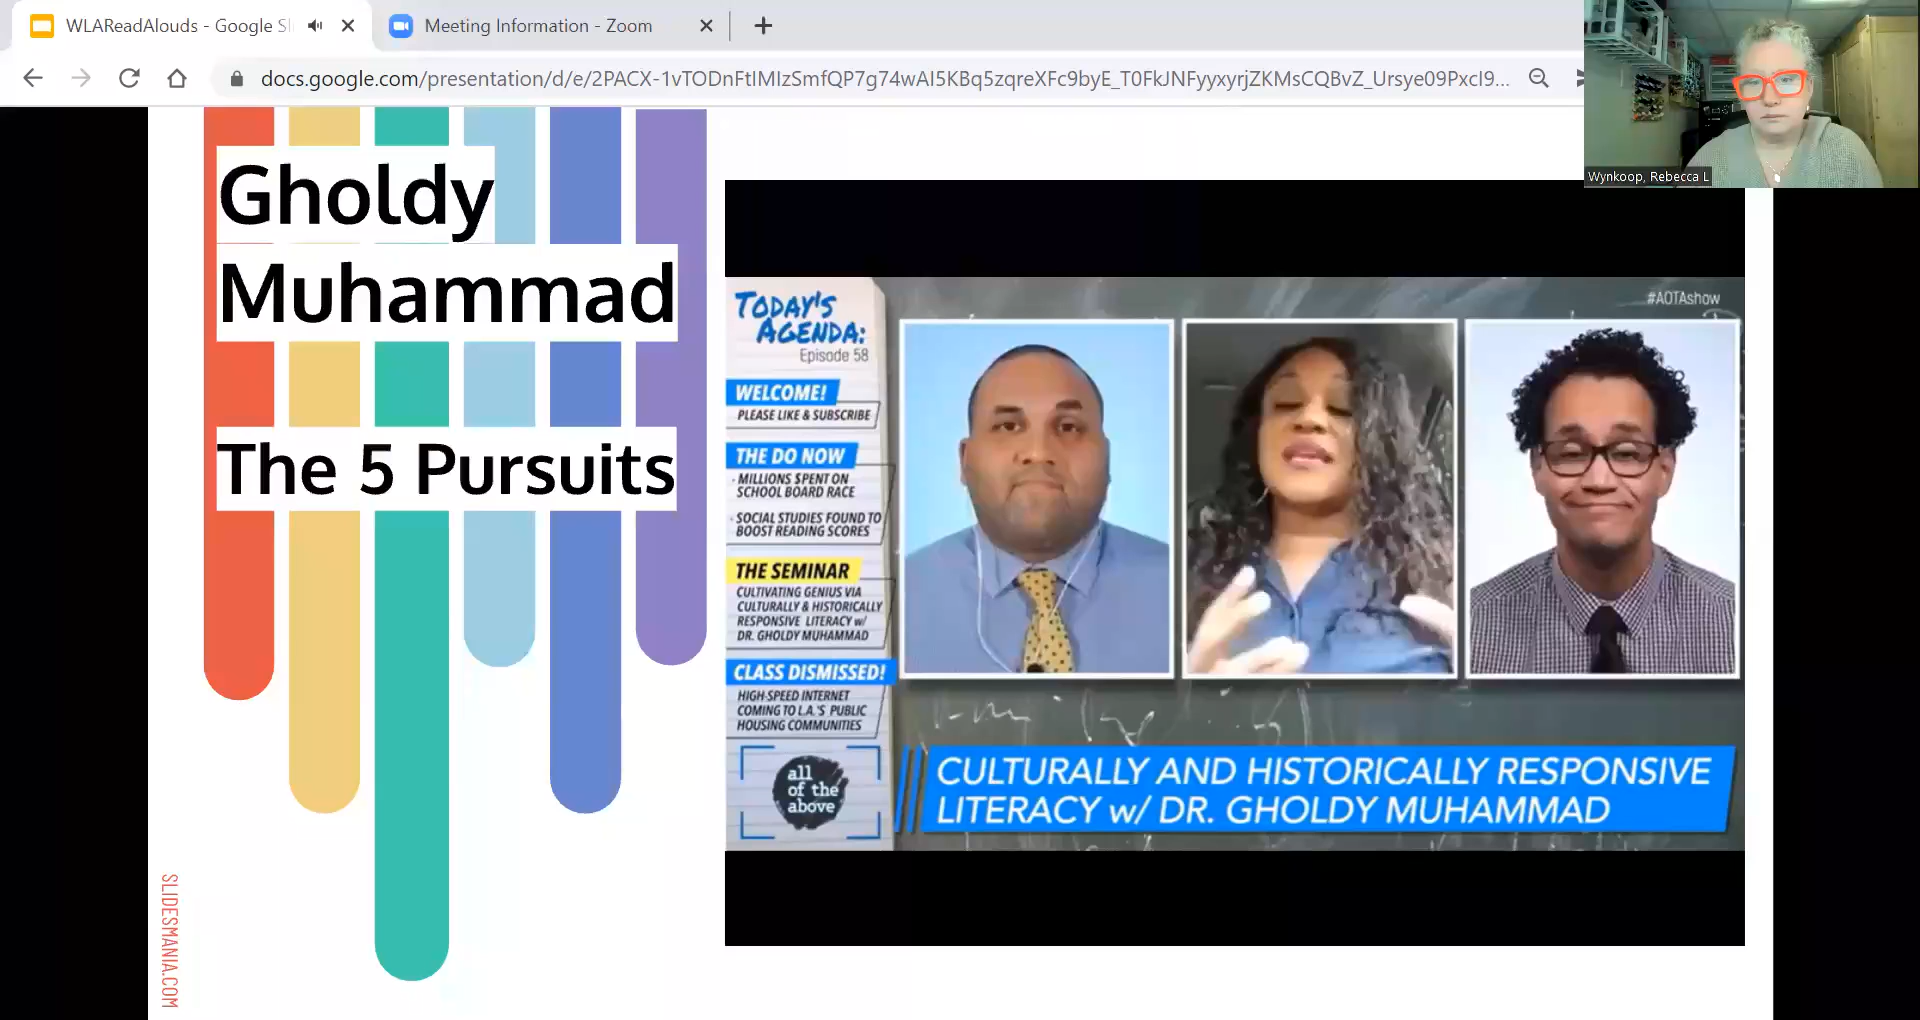 WLAReadAlouds - Google Sli
Meeting Information - Zoom
docs.google.com/presentation/d/e/2PACX-1vTODnFtIMIzSmfQP7g74wAI5KBq5zqreXFc9byE_T0FkJNFyyxyrjZKMsCQBvZ_Ursye09PxcI9...
Wynkoop, Rebecca L
Gholdy
Muhammad
The 5 Pursuits
SLIDESMANIA.COM
TODAY'S
AGENDA:
Episode 58
WELCOME!
PLEASE LIKE & SUBSCRIBE
THE DO NOW
· MILLIONS $PENT ON
SCHOOL BOARD RACE
· SOCIAL STUDIES FOUND TO
BOOST READING SCORES
THE SEMINAR
CULTIVATING GENIUS VIA
CULTURALLY & HISTORICALLY
RESPONSIVE LITERACY w/
DR. GHOLDY MUHAMMAD
CLASS DISMISSED!
HIGH-SPEED INTERNET
COMING TO L.A.'S PUBLIC
HOUSING COMMUNITIES
all
of the
above
#AOTAshow
CULTURALLY AND HISTORICALLY RESPONSIVE
LITERACY w/ DR. GHOLDY MUHAMMAD